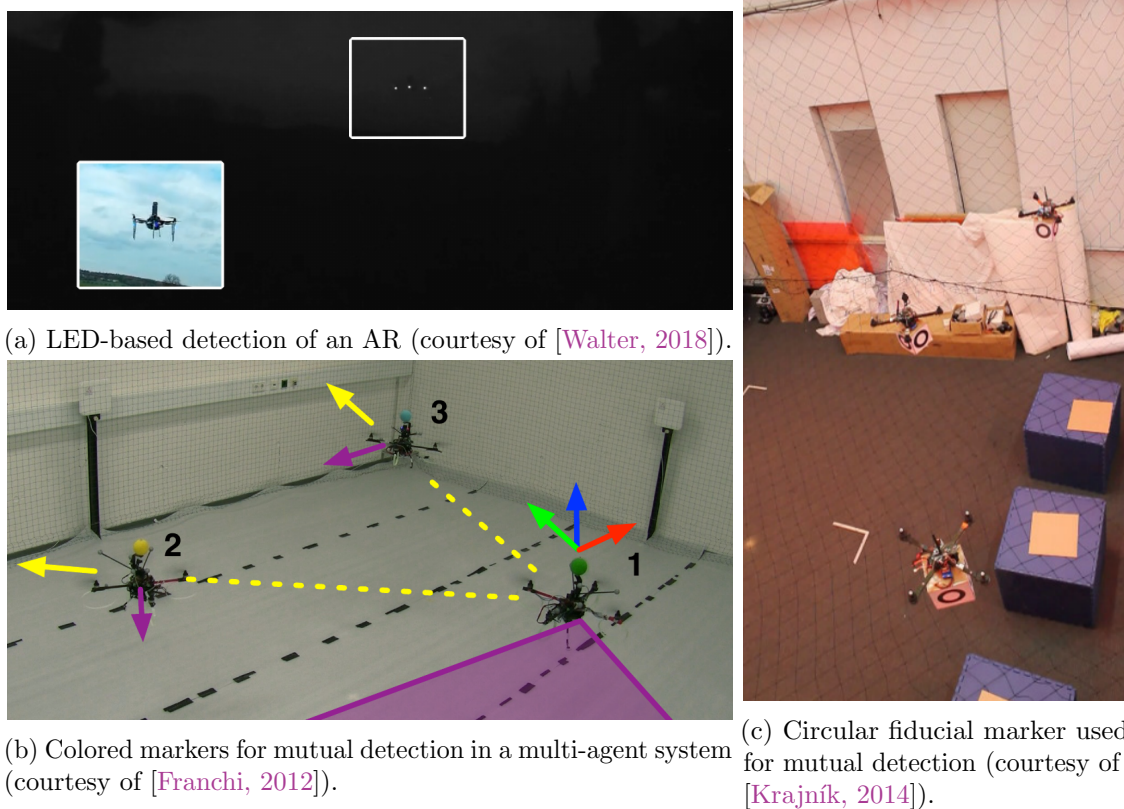 (a) LED-based detection of an AR (courtesy of [Walter, 2018]).
3
2
1
(b) Colored markers for mutual detection in a multi-agent system
(courtesy of [Franchi, 2012]).
(c) Circular fiducial marker used
for mutual detection (courtesy of
[Krajník, 2014]).